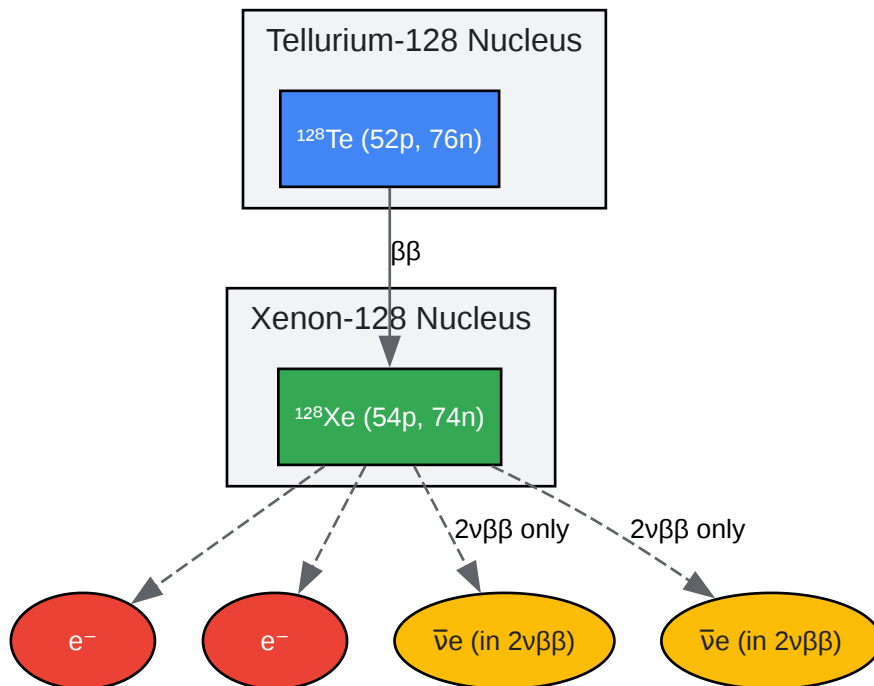 Tellurium-128 Nucleus
¹²⁸Te (52p, 76n)
ββ
Xenon-128 Nucleus
¹²⁸Xe (54p, 74n)
2νββ only
2νββ only
e⁻
e⁻
ν̄e (in 2νββ)
ν̄e (in 2νββ)